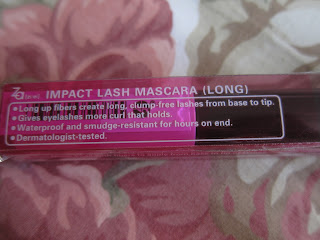 Za IMPACT LASH MASCARA (LONG)
• Long up fibers create long, clump-free lashes from base to tip.
• Gives eyelashes more curl that holds.
• Waterproof and smudge-resistant for hours on end.
• Dermatologist-tested.